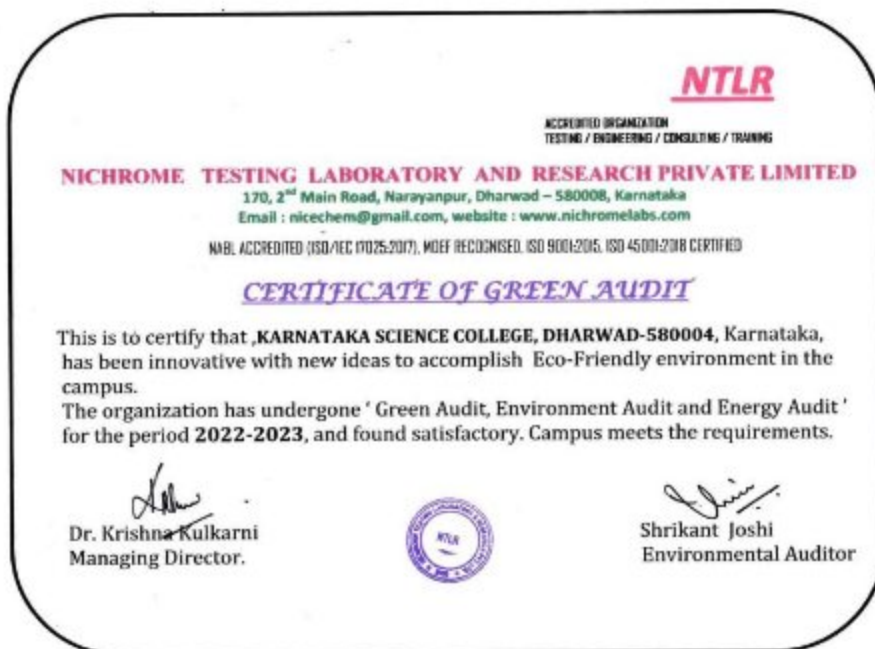 NTLR
ACCREDITED ORGANIZATION
TESTING / ENGINEERING / CONSULTING / TRAINING
NICHROME TESTING LABORATORY AND RESEARCH PRIVATE LIMITED
170, 2nd Main Road, Narayanpur, Dharwad – 580008, Karnataka
Email : nicechem@gmail.com, website : www.nichromelabs.com
NABL ACCREDITED (ISO/IEC 17025:2017), MOEF RECOGNISED, ISO 9001:2015, ISO 45001:2018 CERTIFIED
CERTIFICATE OF GREEN AUDIT
This is to certify that ,KARNATAKA SCIENCE COLLEGE, DHARWAD-580004, Karnataka,
has been innovative with new ideas to accomplish Eco-Friendly environment in the
campus.
The organization has undergone ' Green Audit, Environment Audit and Energy Audit '
for the period 2022-2023, and found satisfactory. Campus meets the requirements.
Dr. Krishna Kulkarni
Managing Director.
NTLR
Shrikant Joshi
Environmental Auditor